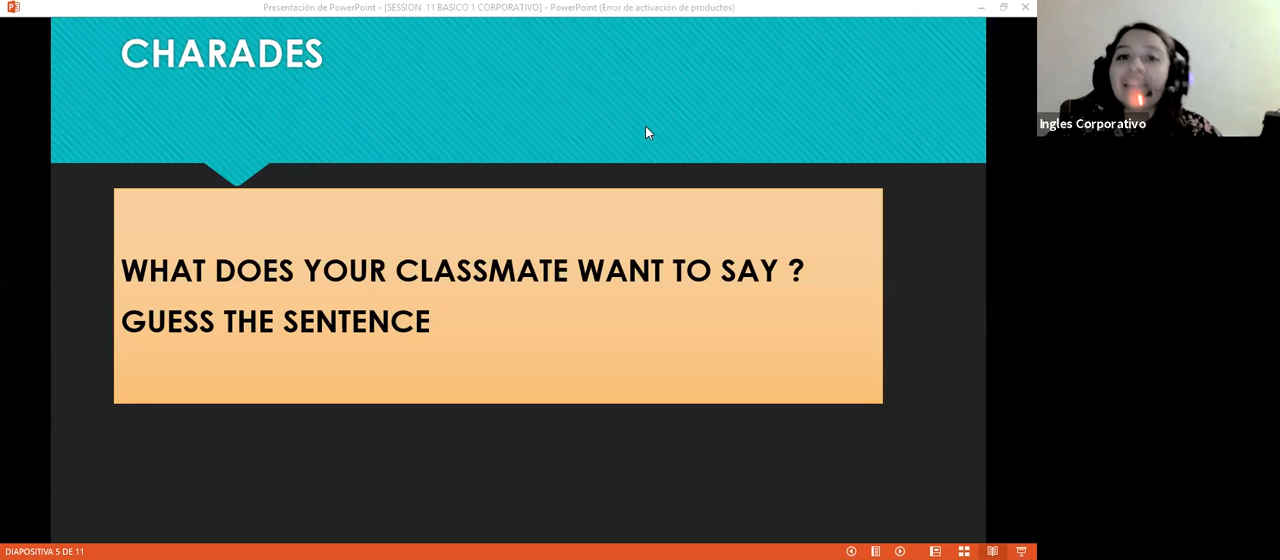 Presentación de PowerPoint - [SESSION 11 BASICO 1 CORPORATIVO] - PowerPoint (Error de activación de productos)
CHARADES
Ingles Corporativo
WHAT DOES YOUR CLASSMATE WANT TO SAY ?
GUESS THE SENTENCE
DIAPOSITIVA 5 DE 11